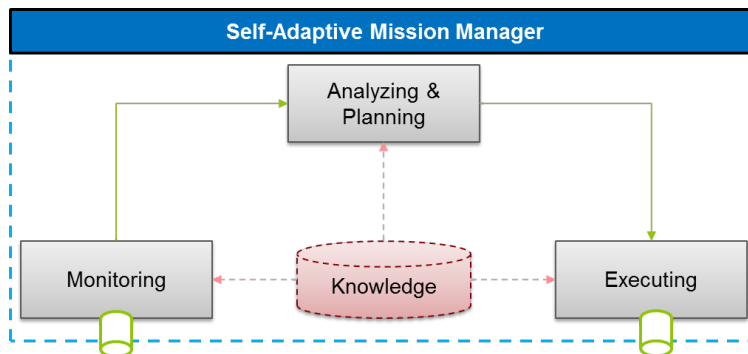 Self-Adaptive Mission Manager
Analyzing &
Planning
Monitoring
Knowledge
Executing